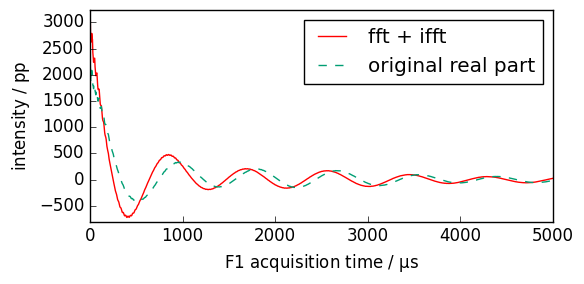 3000
2500
2000
1500
1000
500
0
−500
intensity / pp
fft + ifft
original real part
0 1000 2000 3000 4000 5000
F1 acquisition time / µs